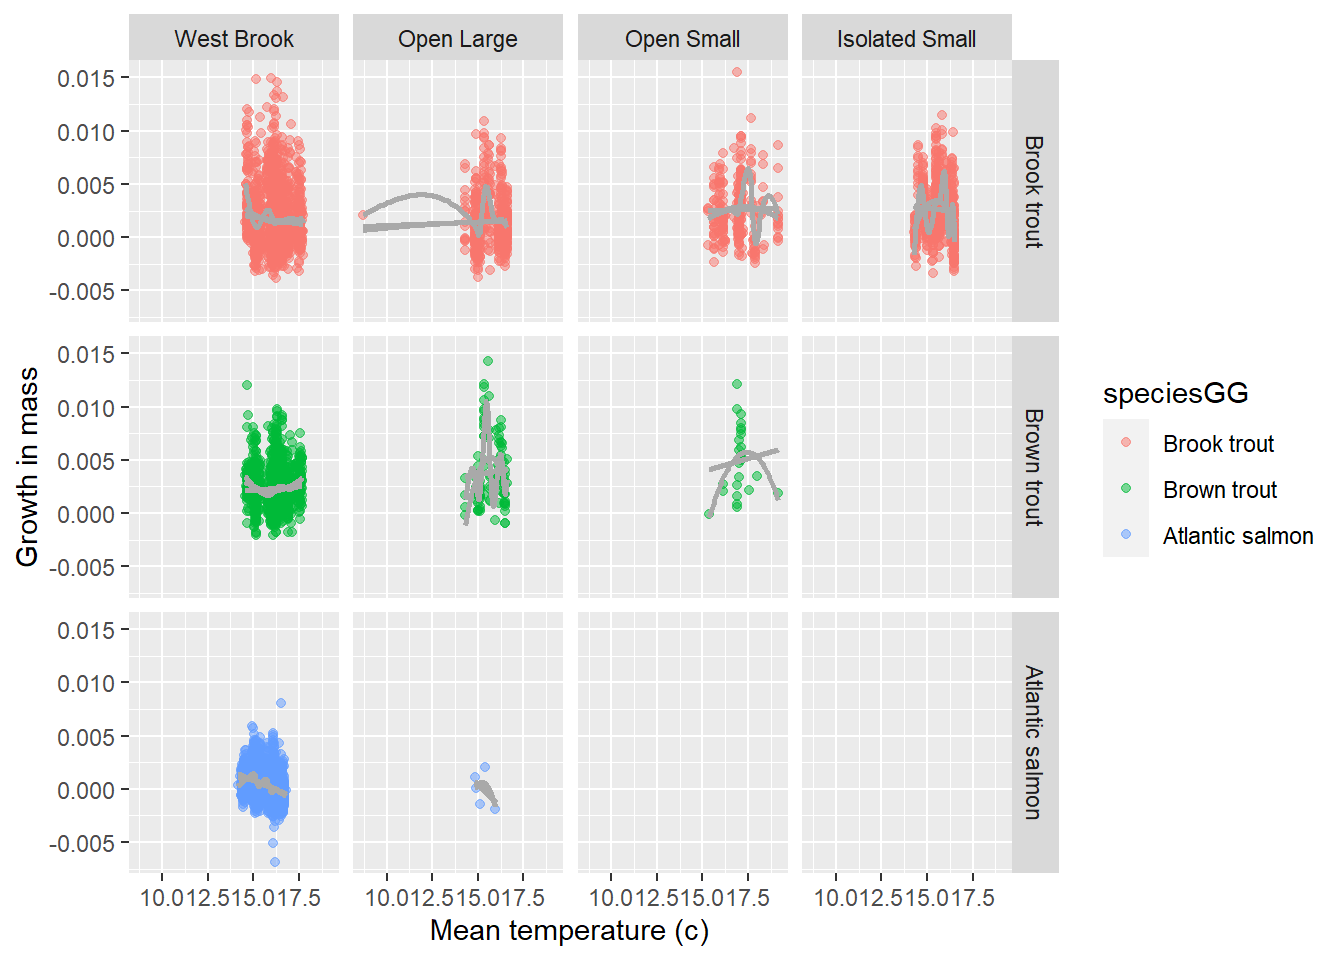 West Brook Open Large Open Small Isolated Small
0.015
0.010
0.005
0.000
-0.005
Brook trout
0.015
0.010
0.005
0.000
-0.005
Brown trout
0.015
0.010
0.005
0.000
-0.005
Atlantic salmon
Growth in mass
10.012.515.017.5 10.012.515.017.5 10.012.515.017.5 10.012.515.017.5
Mean temperature (c)
speciesGG
Brook trout
Brown trout
Atlantic salmon